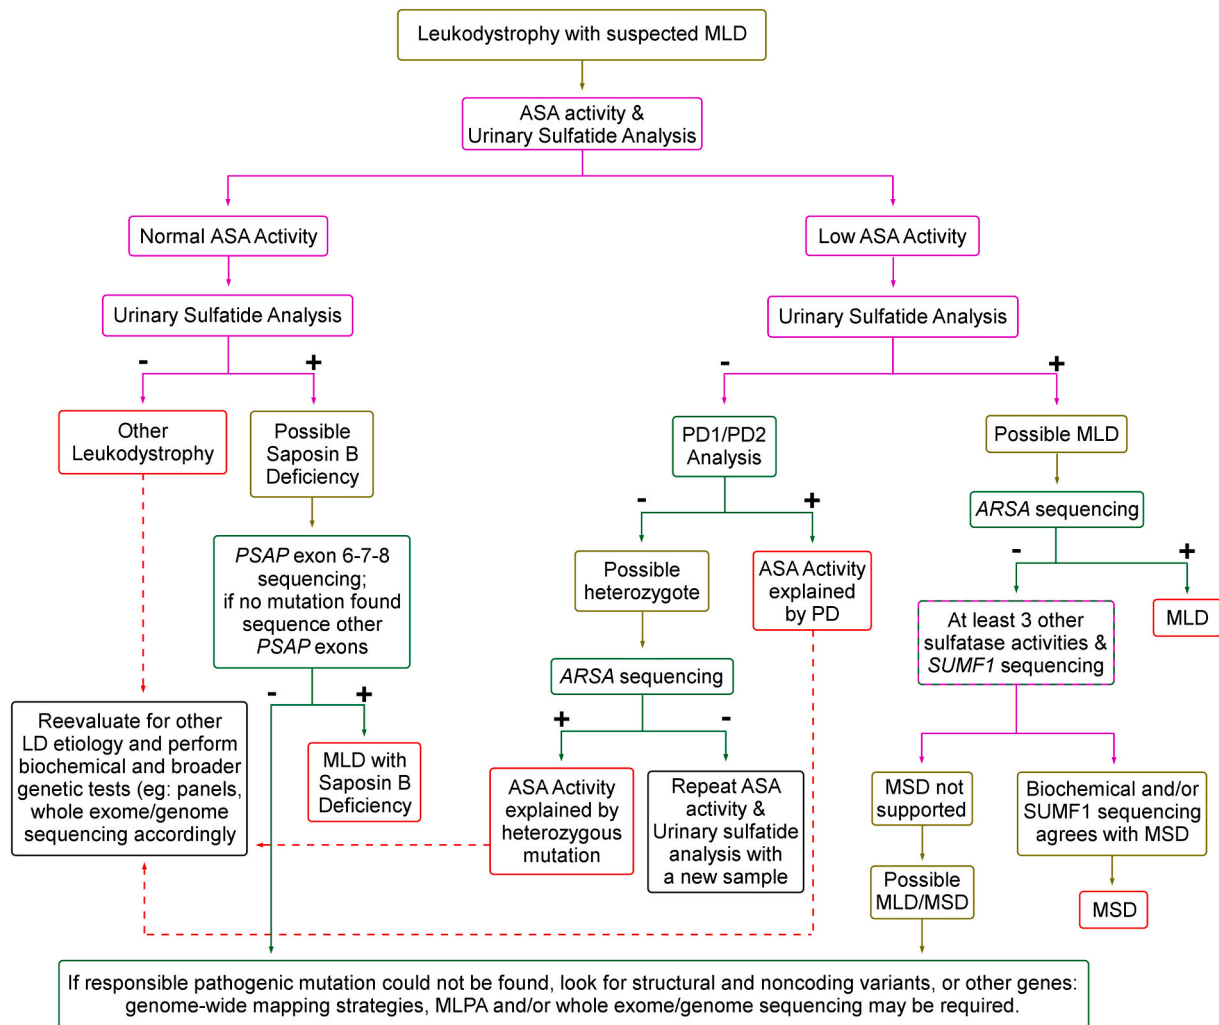 Leukodystrophy with suspected MLD
ASA activity &
Urinary Sulfatide Analysis
Normal ASA Activity
Low ASA Activity
Urinary Sulfatide Analysis
Urinary Sulfatide Analysis
-
+
-
+
Other
Leukodystrophy
Possible
Saposin B
Deficiency
PD1/PD2
Analysis
Possible MLD
-
+
ARSA sequencing
-
+
PSAP exon 6-7-8
sequencing;
if no mutation found
sequence other
PSAP exons
Possible
heterozygote
ASA Activity
explained
by PD
At least 3 other
sulfatase activities &
SUMF1 sequencing
MLD
ARSA sequencing
-
+
+
-
Reevaluate for other
LD etiology and perform
biochemical and broader
genetic tests (eg: panels,
whole exome/genome
sequencing accordingly
MLD with
Saposin B
Deficiency
ASA Activity
explained by
heterozygous
mutation
Repeat ASA
activity &
Urinary sulfatide
analysis with
a new sample
MSD not
supported
Biochemical and/or
SUMF1 sequencing
agrees with MSD
Possible
MLD/MSD
MSD
If responsible pathogenic mutation could not be found, look for structural and noncoding variants, or other genes:
genome-wide mapping strategies, MLPA and/or whole exome/genome sequencing may be required.